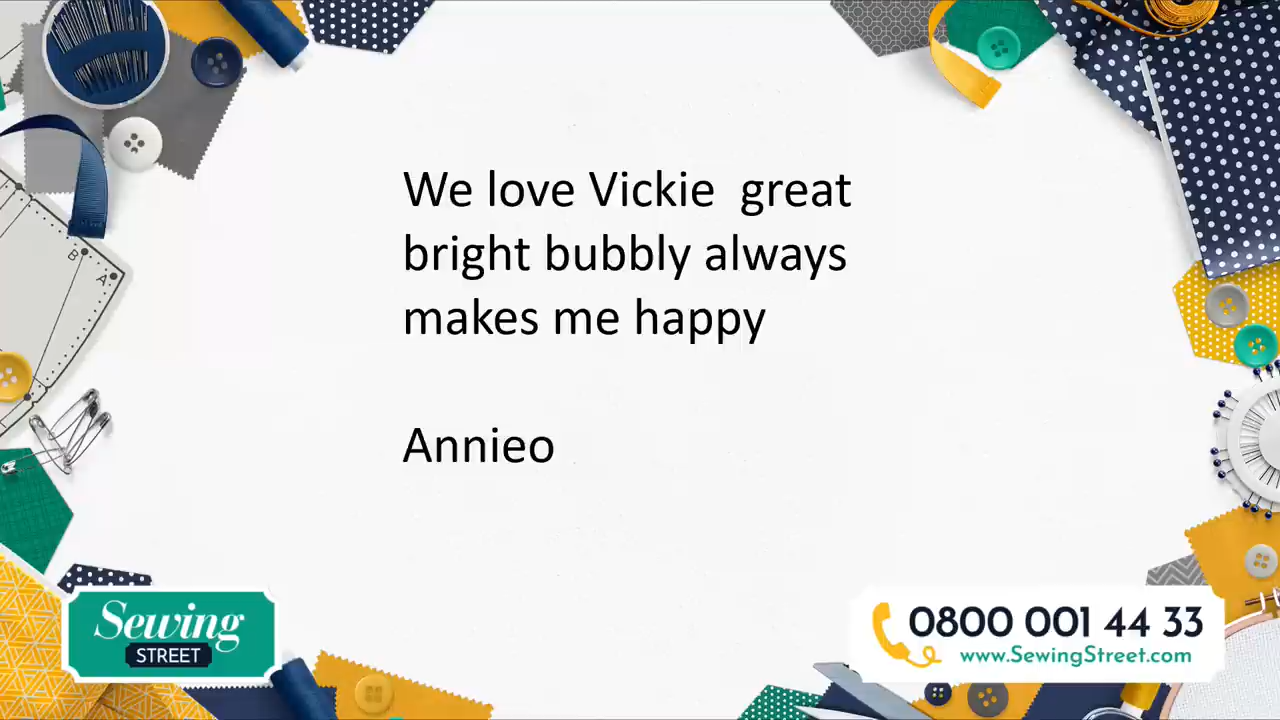 We love Vickie  great
bright bubbly always
makes me happy
Annieo
B
A
Sewing
STREET
0800 001 44 33
www.SewingStreet.com